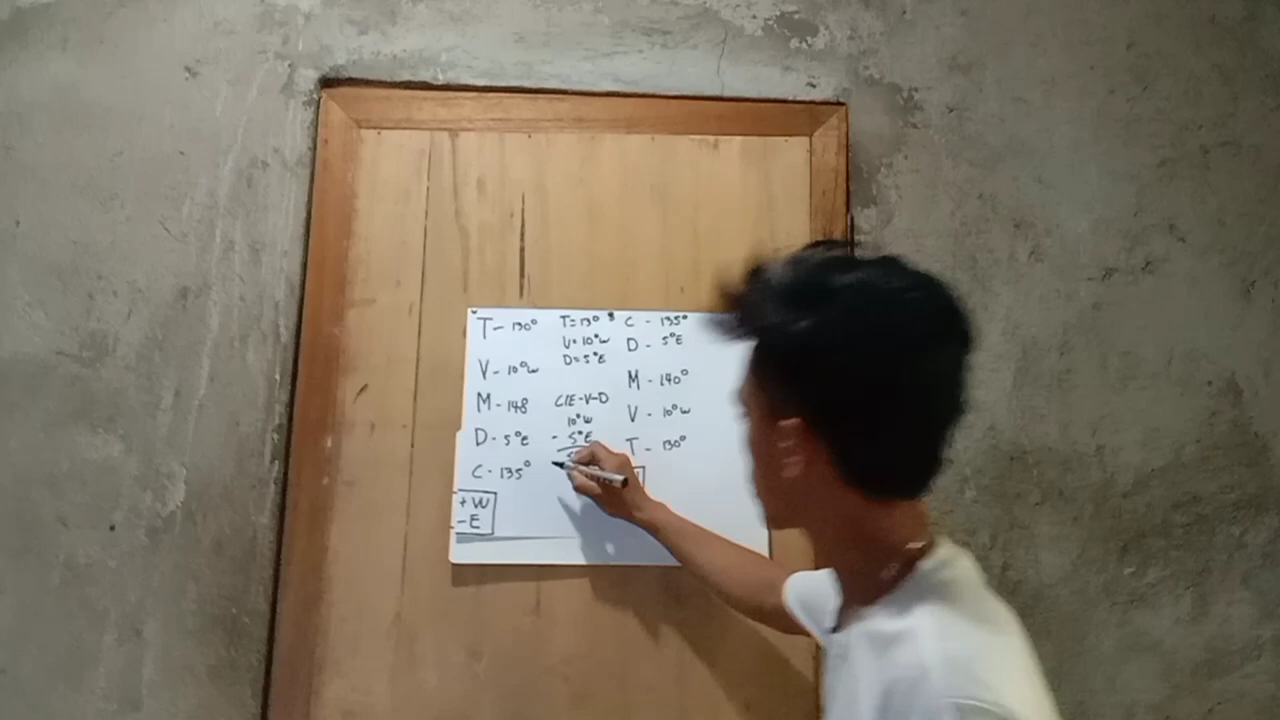 T- 130°
V- 10°W
M- 148
D- 5°E
C- 135°
+W
-E
T=130°
V=10°W
D=5°E
C/E-V-D
10°W
- 5°E
C - 135°
D - 5°E
M - 140°
V - 10°W
T - 130°